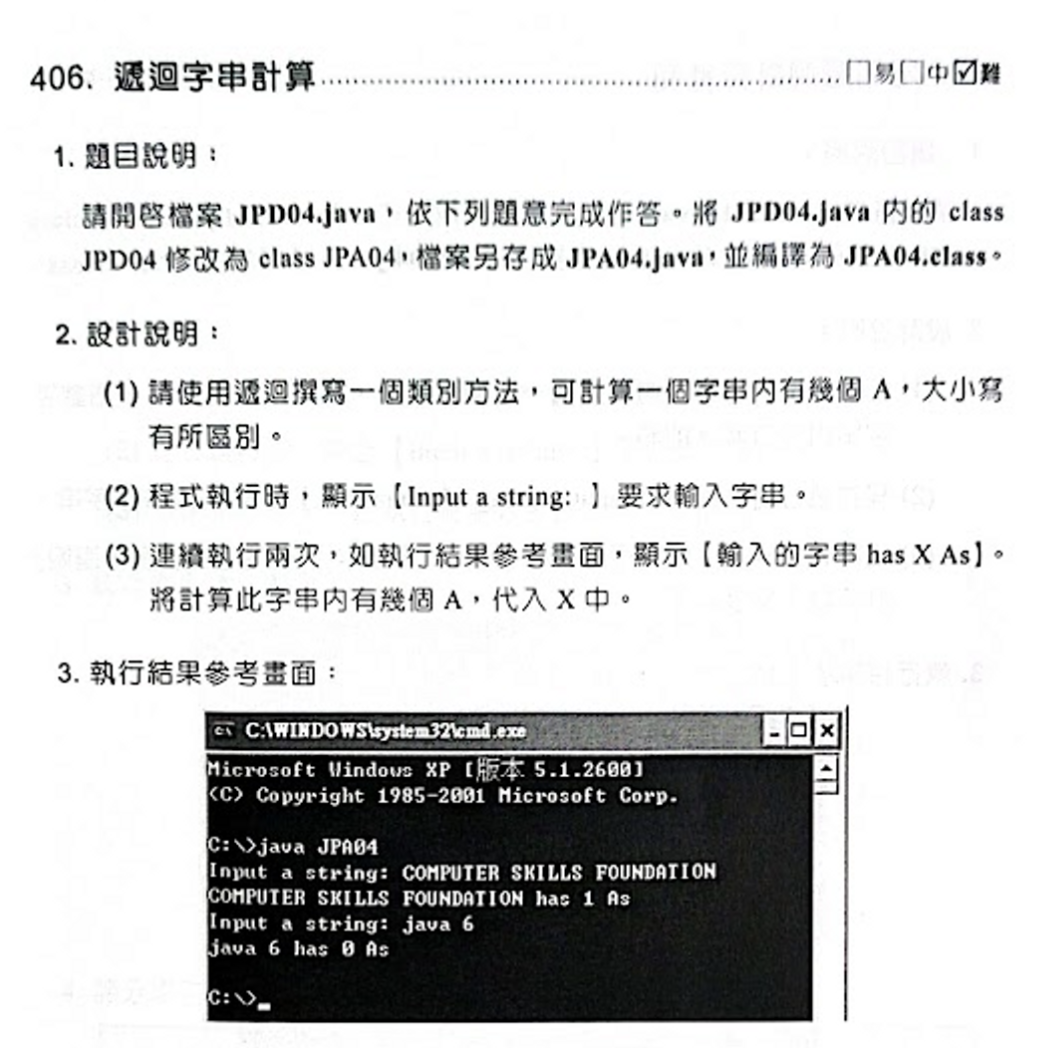 406. 遞迴字串計算 ........ □易□中☑難
1. 題目說明：
請開啓檔案 JPD04.java，依下列題意完成作答。將 JPD04.java 内的 class
JPD04 修改為 class JPA04，檔案另存成 JPA04.java，並編譯為 JPA04.class。
2. 設計說明：
(1) 請使用遞迴撰寫一個類別方法，可計算一個字串内有幾個 A，大小寫
有所區別。
(2) 程式執行時，顯示【Input a string: 】要求輸入字串。
(3) 連續執行兩次，如執行結果參考畫面，顯示【輸入的字串 has X As】。
將計算此字串内有幾個 A，代入 X 中。
3. 執行結果參考畫面：
C:\WINDOWS\system32\cmd.exe
Microsoft Windows XP [版本 5.1.2600]
(C) Copyright 1985-2001 Microsoft Corp.
C:\>java JPA04
Input a string: COMPUTER SKILLS FOUNDATION
COMPUTER SKILLS FOUNDATION has 1 As
Input a string: java 6
java 6 has 0 As
C:\>_